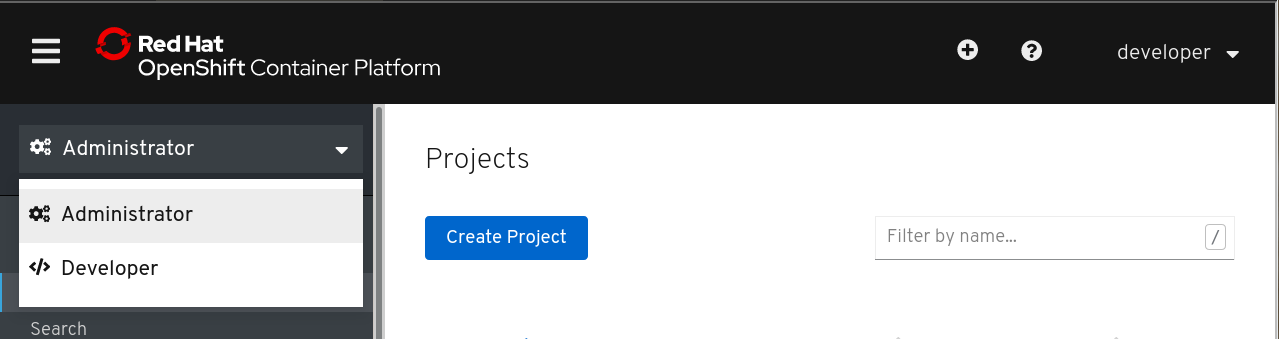 Red Hat
OpenShift Container Platform
developer
Administrator
Administrator
Developer
Search
Projects
Create Project
Filter by name...
/